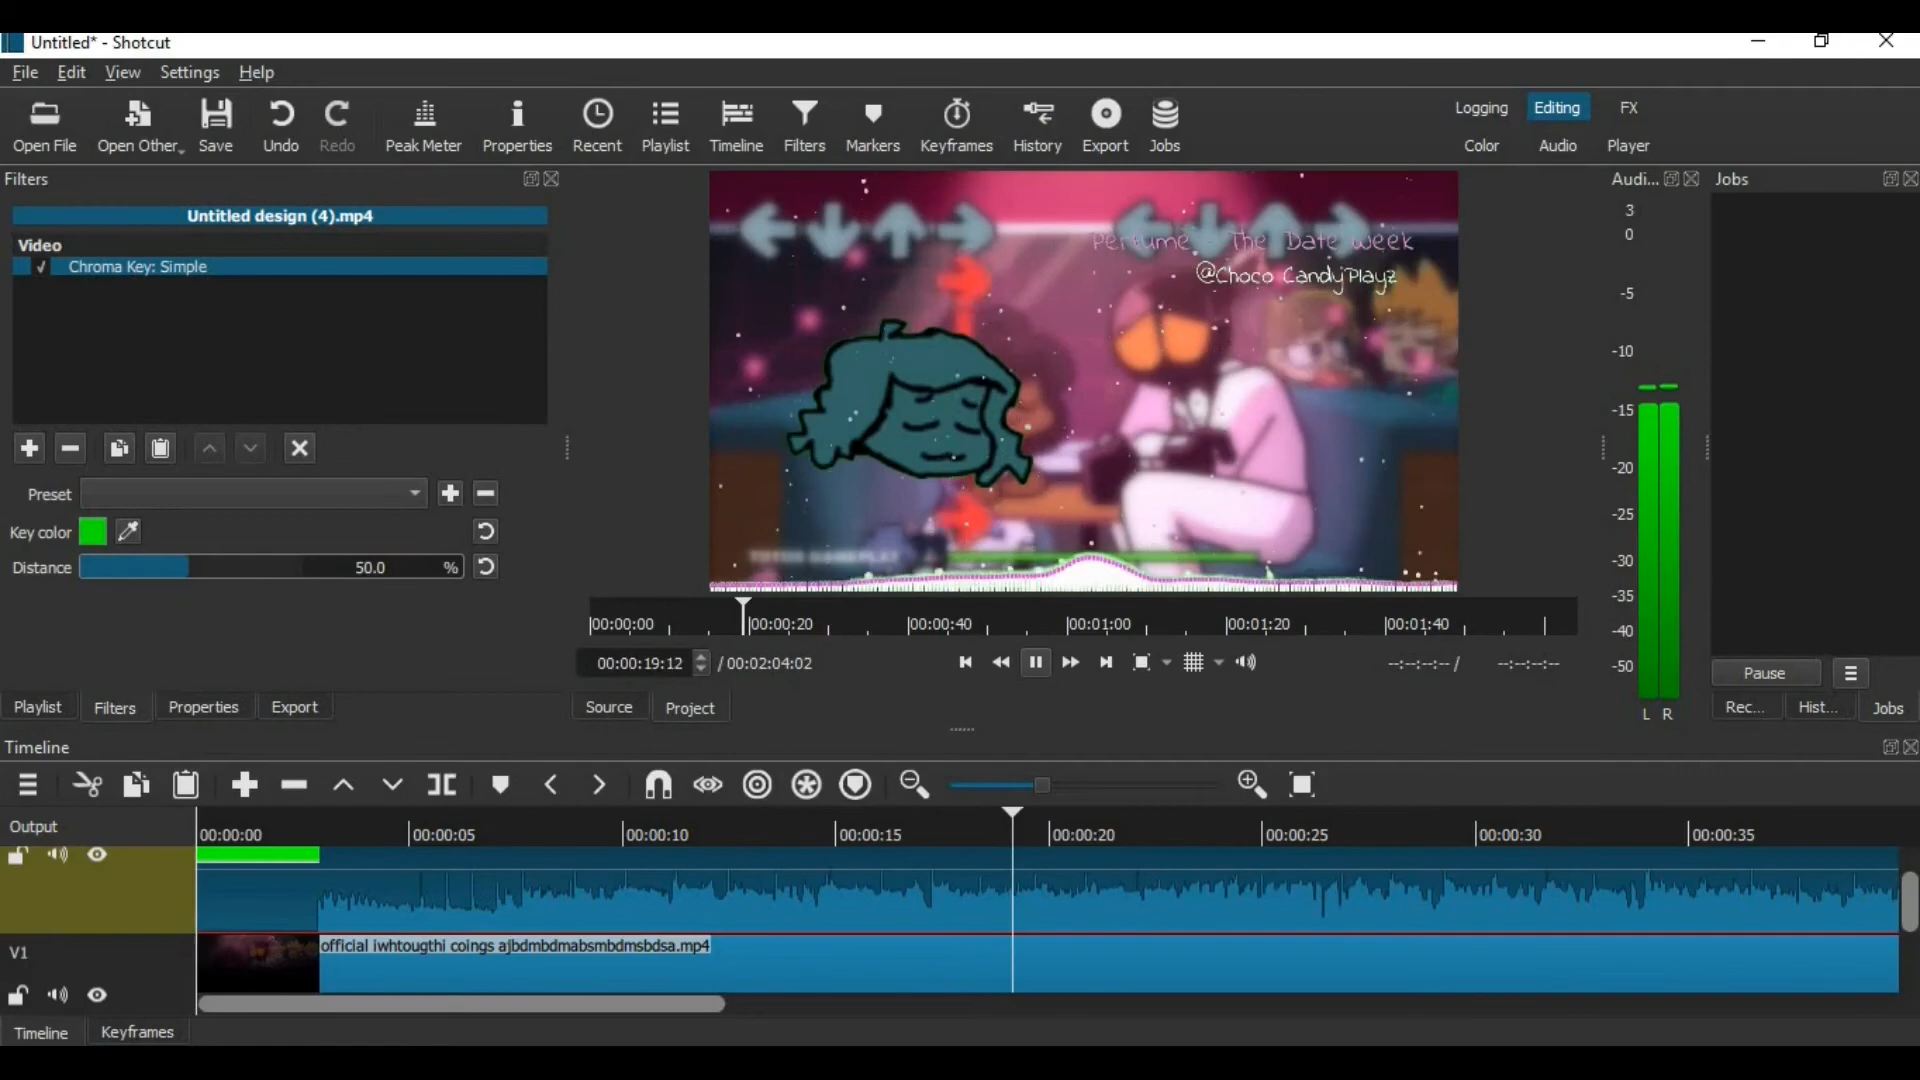 Untitled* - Shotcut
File Edit View Settings Help
Open File Open Other Save Undo Redo Peak Meter Properties Recent Playlist Timeline Filters Markers Keyframes History Export Jobs
Logging Editing FX
Color Audio Player
Filters
Untitled design (4).mp4
Video
Chroma Key: Simple
Preset
Key color
Distance 50.0 %
Playlist Filters Properties Export
Perfume The Date Week
@Choco CandyPlayz
00:00:00 00:00:20 00:00:40 00:01:00 00:01:20 00:01:40
00:00:19:12 / 00:02:04:02
--:--:--:-- / --:--:--:--
Source Project
Audi...
3
0
-5
-10
-15
-20
-25
-30
-35
-40
-50
L R
Jobs
Pause
Rec... Hist... Jobs
Timeline
Output
00:00:00 00:00:05 00:00:10 00:00:15 00:00:20 00:00:25 00:00:30 00:00:35
V1
official iwhtougthi coings ajbdmbdmabsmbdmsbdsa.mp4
Timeline Keyframes